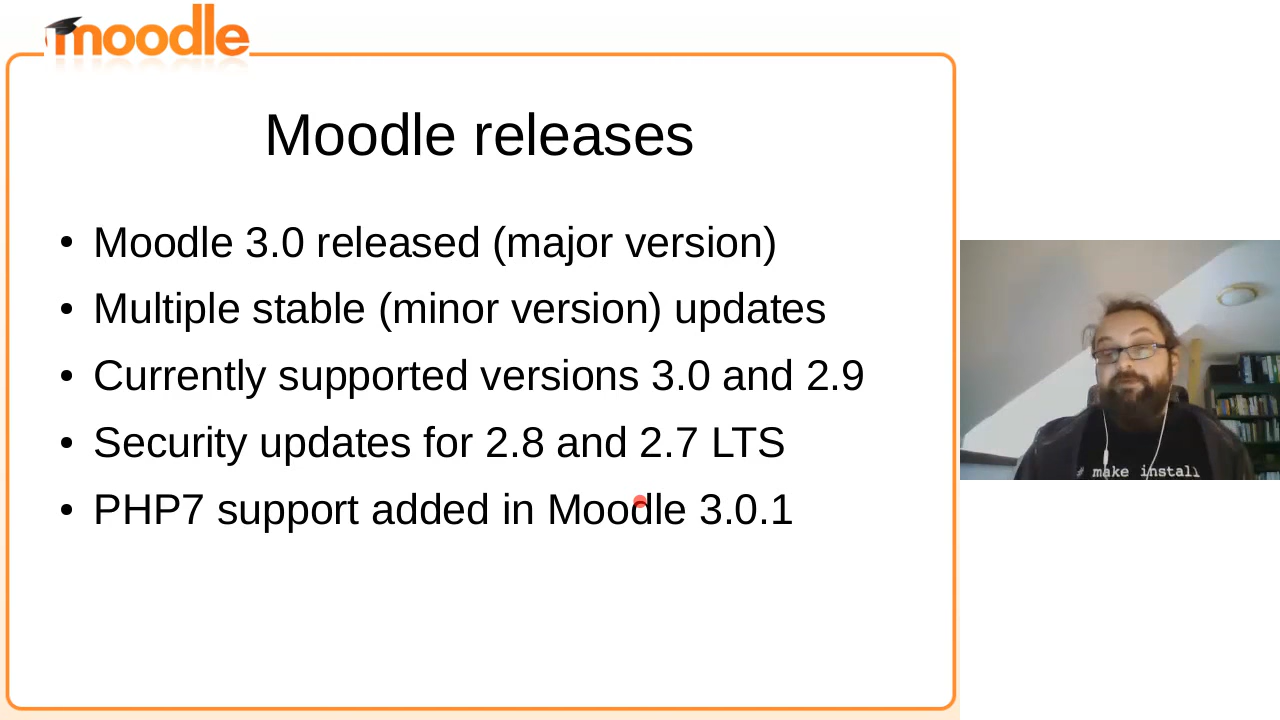 moodle
Moodle releases
• Moodle 3.0 released (major version)
• Multiple stable (minor version) updates
• Currently supported versions 3.0 and 2.9
• Security updates for 2.8 and 2.7 LTS
• PHP7 support added in Moodle 3.0.1
# make install